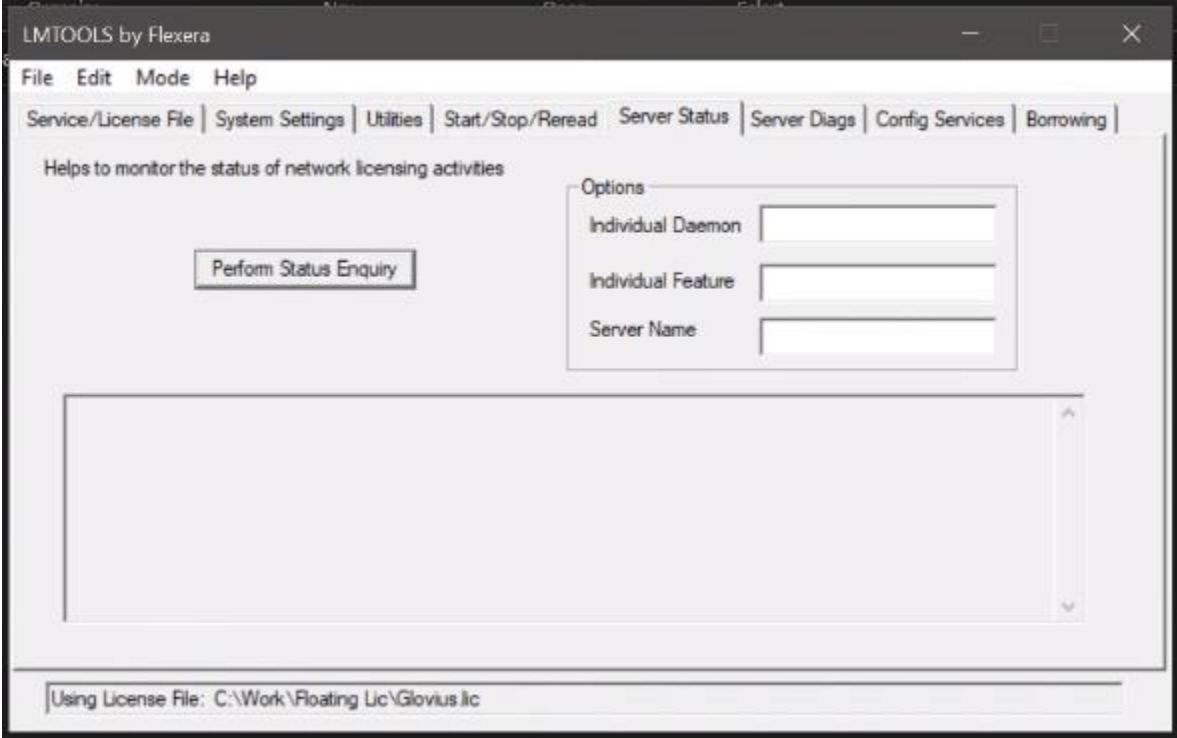 LMTOOLS by Flexera
File Edit Mode Help
Service/License File System Settings Utilities Start/Stop/Reread Server Status Server Diags Config Services Borrowing
Helps to monitor the status of network licensing activities
Options
Individual Daemon
Perform Status Enquiry
Individual Feature
Server Name
Using License File: C:\Work\Floating Lic\Glovius.lic